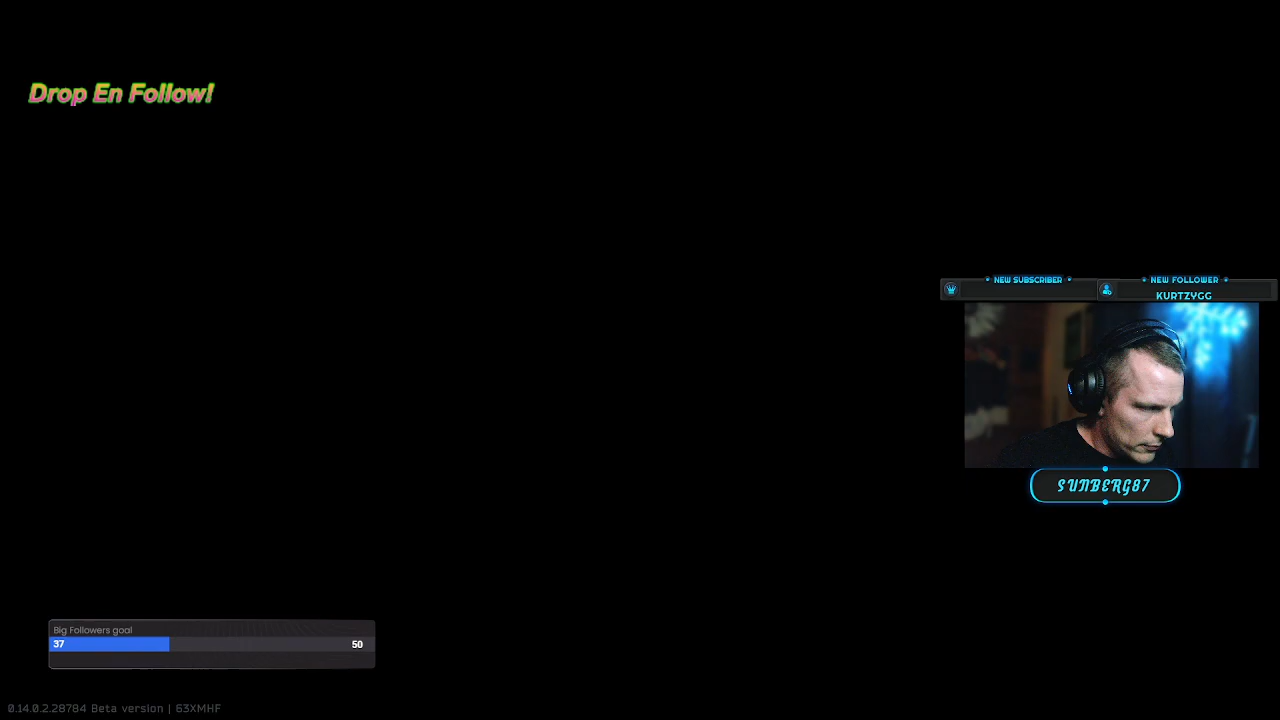 Drop En Follow!
NEW SUBSCRIBER
NEW FOLLOWER
KURTZYGG
SUNBERG87
Big Followers goal
37
50
0.14.0.2.28784 Beta version | 63XMHF